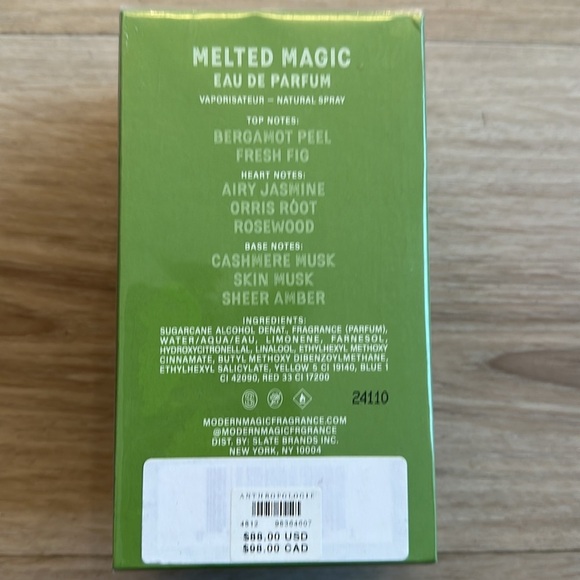 MELTED MAGIC
EAU DE PARFUM
VAPORISATEUR = NATURAL SPRAY
TOP NOTES:
BERGAMOT PEEL
FRESH FIG
HEART NOTES:
AIRY JASMINE
ORRIS ROOT
ROSEWOOD
BASE NOTES:
CASHMERE MUSK
SKIN MUSK
SHEER AMBER
INGREDIENTS:
SUGARCANE ALCOHOL DENAT., FRAGRANCE (PARFUM),
WATER/AQUA/EAU, LIMONENE, FARNESOL,
HYDROXYCITRONELLAL, LINALOOL, ETHYLHEXYL METHOXY
CINNAMATE, BUTYL METHOXY DIBENZOYLMETHANE,
ETHYLHEXYL SALICYLATE, YELLOW 5 CI 19140, BLUE 1
CI 42090, RED 33 CI 17200
24110
MODERNMAGICFRAGRANCE.COM
@MODERNMAGICFRGRANCE
DIST. BY: SLATE BRANDS INC.
NEW YORK, NY 10004
ANTHROPOLOGIE
4812 98364607
$88.00 USD
$98.00 CAD